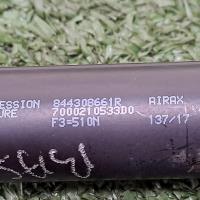 ESSION 844308661R AIRAX
URE 7000210533D0
F3=510N 137/17